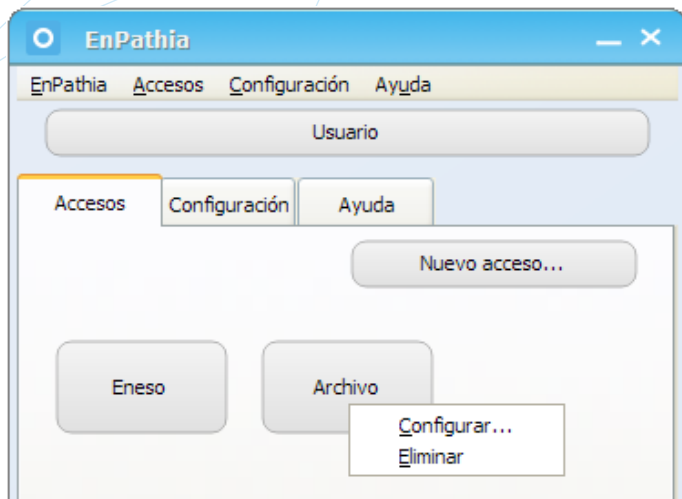 EnPathia
EnPathia Accesos Configuración Ayuda
Usuario
Accesos Configuración Ayuda
Nuevo acceso...
Eneso Archivo
Configurar...
Eliminar